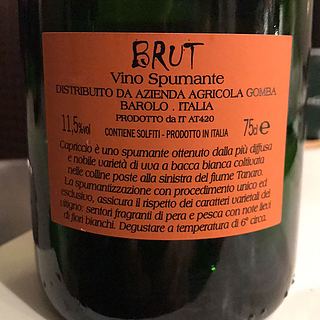 BRUT
Vino Spumante
DISTRIBUITO DA AZIENDA AGRICOLA GOMBA
BAROLO . ITALIA
PRODOTTO da IT AT420
11,5%vol
CONTIENE SOLFITI - PRODOTTO IN ITALIA
75cl e
Capriccio è uno spumante ottenuto dalla più diffusa
e nobile varietà di uva a bacca bianca coltivata
nelle colline poste alla sinistra del fiume Tanaro.
La spumantizzazione con procedimento unico ed
esclusivo, assicura il rispetto dei caratteri varietali del
vitigno: sentori fragranti di pera e pesca con note lievi
di fiori bianchi. Degustare a temperatura di 6° circa.